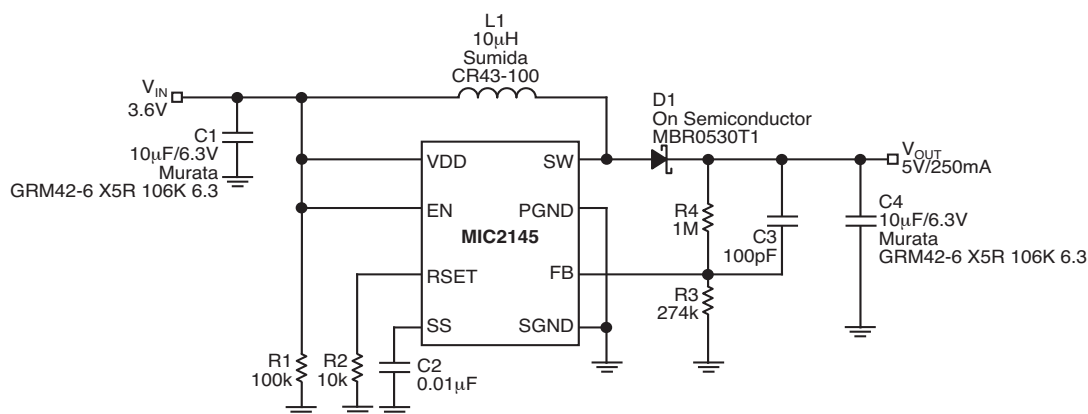 L1
10µH
Sumida
CR43-100
VIN
3.6V
C1
10µF/6.3V
Murata
GRM42-6 X5R 106K 6.3
D1
On Semiconductor
MBR0530T1
VOUT
5V/250mA
VDD
SW
EN
PGND
MIC2145
RSET
FB
SS
SGND
R4
1M
C3
100pF
C4
10µF/6.3V
Murata
GRM42-6 X5R 106K 6.3
R3
274k
R1
100k
R2
10k
C2
0.01µF